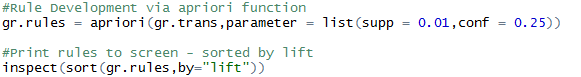 #Rule Development via apriori function
gr.rules = apriori(gr.trans,parameter = list(supp = 0.01,conf = 0.25))
#Print rules to screen - sorted by lift
inspect(sort(gr.rules,by="lift"))